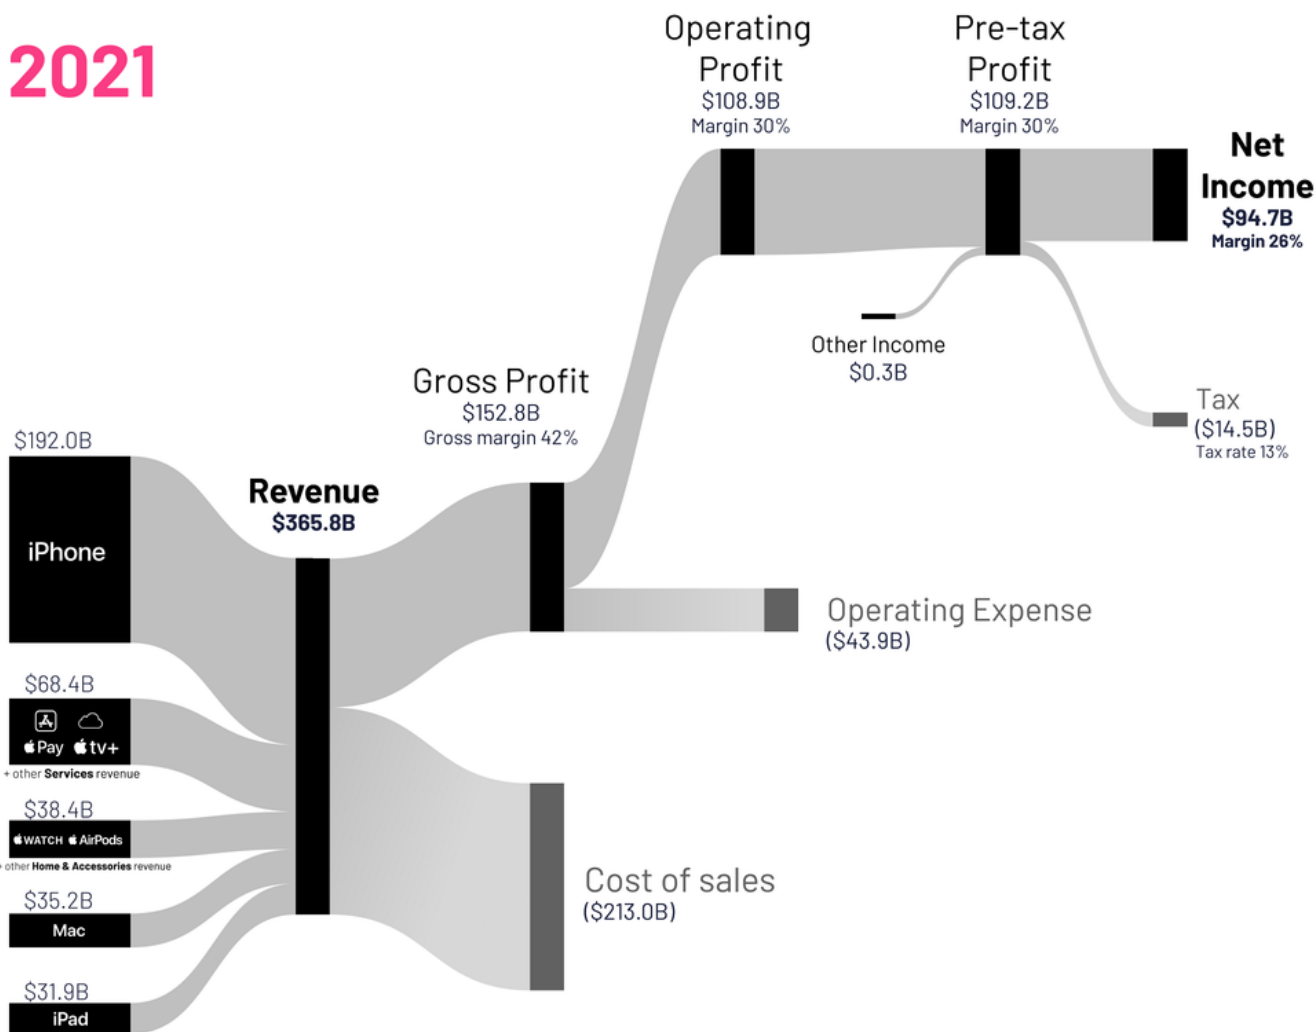 2021
Operating
Profit
$108.9B
Margin 30%
Pre-tax
Profit
$109.2B
Margin 30%
Net
Income
$94.7B
Margin 26%
Other Income
$0.3B
Tax
($14.5B)
Tax rate 13%
Gross Profit
$152.8B
Gross margin 42%
Revenue
$365.8B
$192.0B
iPhone
$68.4B
Pay tv+
+ other Services revenue
$38.4B
WATCH AirPods
+ other Home & Accessories revenue
$35.2B
Mac
$31.9B
iPad
Operating Expense
($43.9B)
Cost of sales
($213.0B)